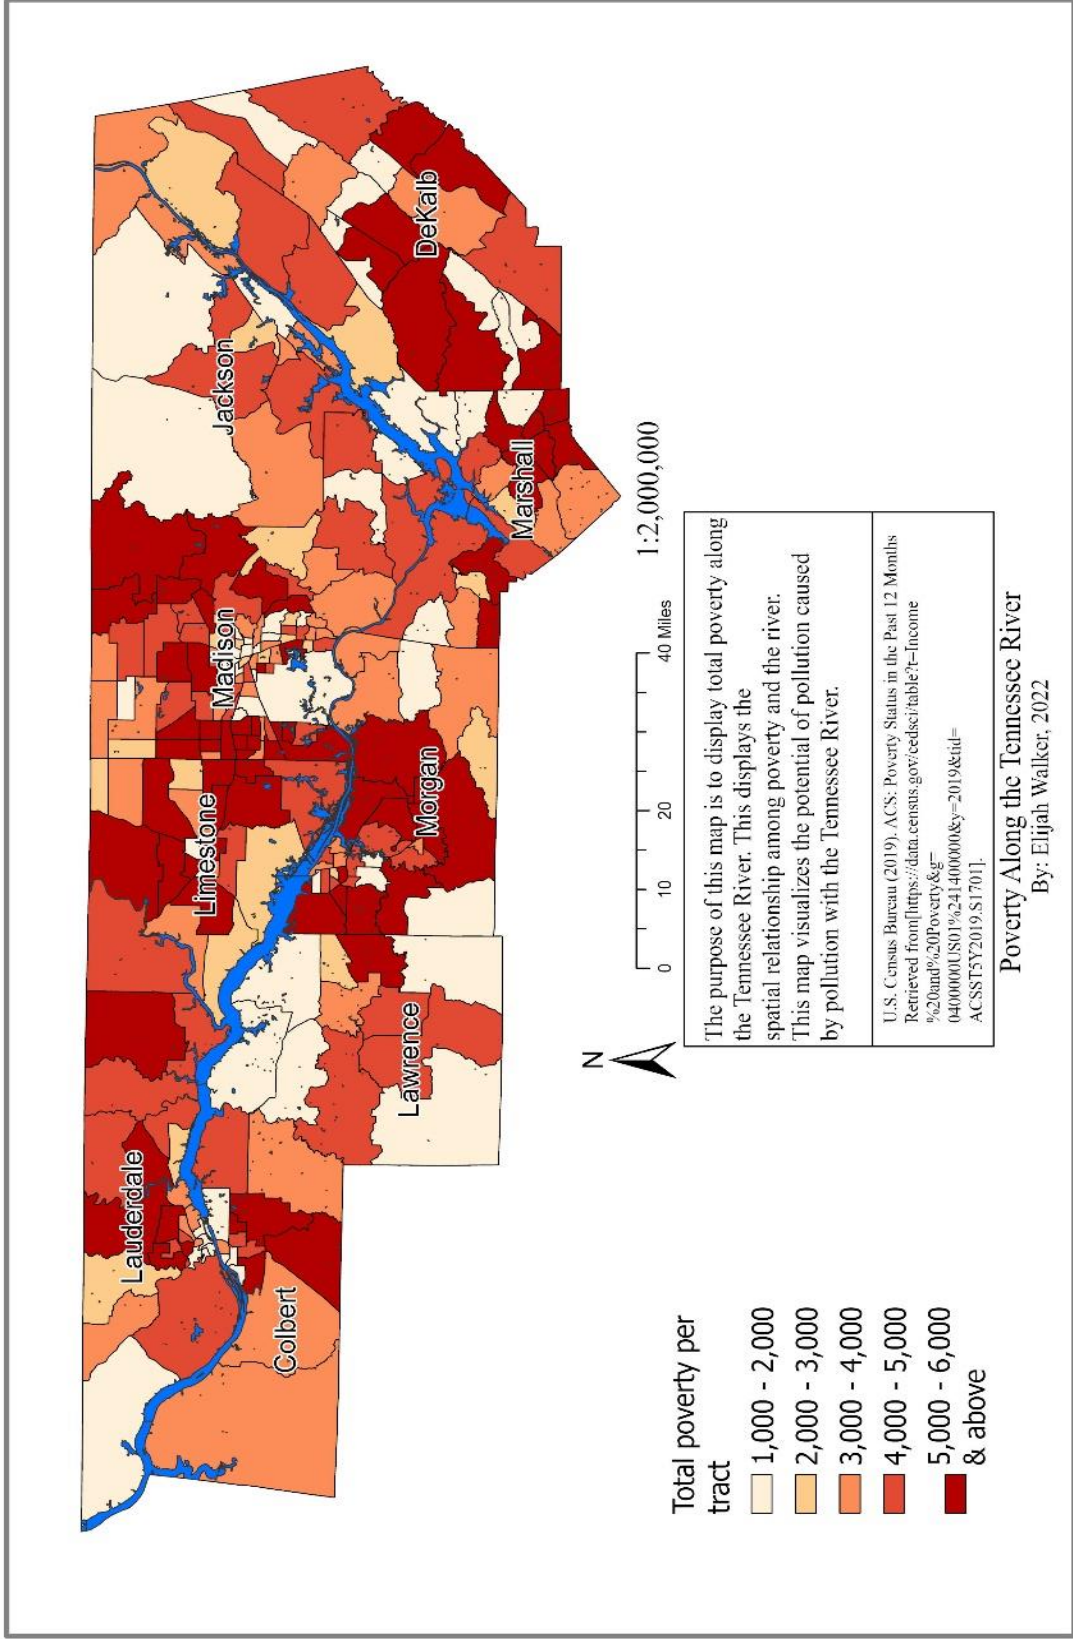 Lauderdale
Colbert
Lawrence
Limestone
Morgan
Madison
Marshall
Jackson
DeKalb
Total poverty per
tract
1,000 - 2,000
2,000 - 3,000
3,000 - 4,000
4,000 - 5,000
5,000 - 6,000
& above
N
0 10 20 40 Miles
1:2,000,000
The purpose of this map is to display total poverty along
the Tennessee River. This displays the
spatial relationship among poverty and the river.
This map visualizes the potential of pollution caused
by pollution with the Tennessee River.
U.S. Census Bureau (2019). ACS: Poverty Status in the Past 12 Months
Retrieved from[https://data.census.gov/cedsci/table?t=Income
%20and%20Poverty&g=
0400000US01%241400000&y=2019&tid=
ACSST5Y2019.S1701].
Poverty Along the Tennessee River
By: Elijah Walker, 2022